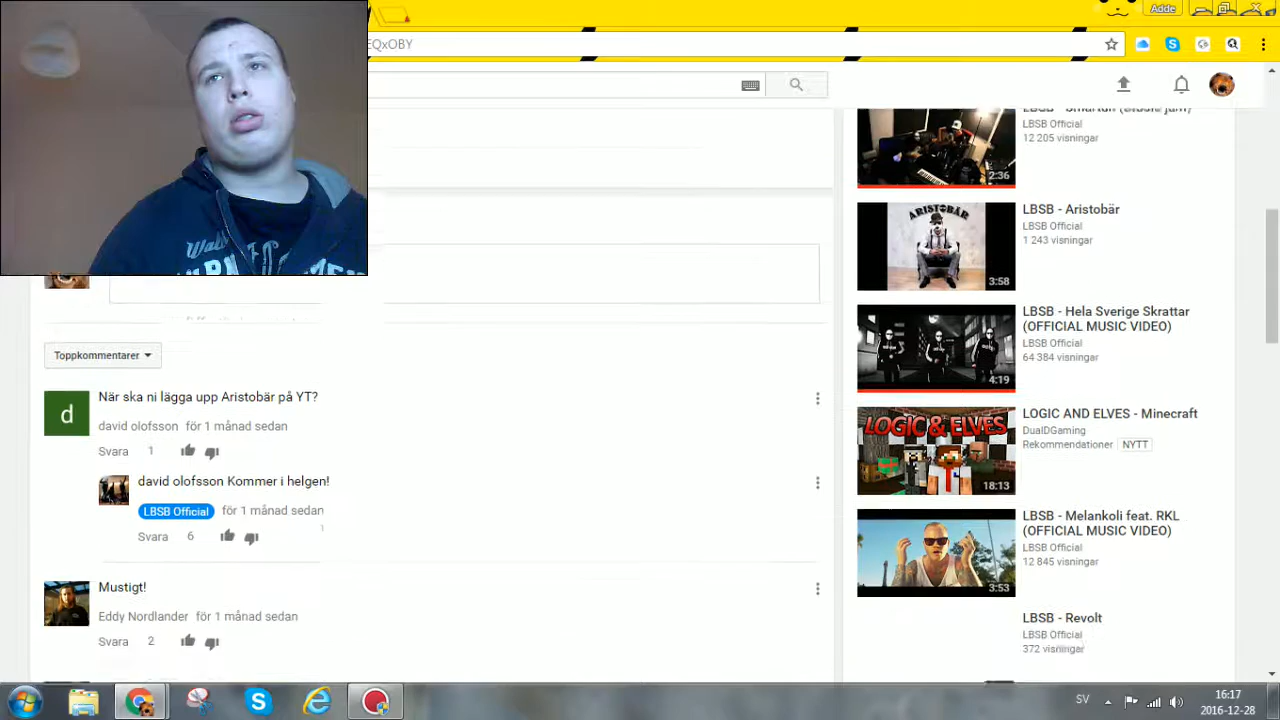 Adde
EQxOBY
LBSB Official
12 205 visningar
2:36
ARISTOBÄR
3:58
LBSB - Aristobär
LBSB Official
1 243 visningar
4:19
LBSB - Hela Sverige Skrattar
(OFFICIAL MUSIC VIDEO)
LBSB Official
64 384 visningar
LOGIC & ELVES
18:13
LOGIC AND ELVES - Minecraft
DualDGaming
Rekommendationer NYTT
3:53
LBSB - Melankoli feat. RKL
(OFFICIAL MUSIC VIDEO)
LBSB Official
12 845 visningar
LBSB - Revolt
LBSB Official
372 visningar
Toppkommentarer
d
När ska ni lägga upp Aristobär på YT?
david olofsson för 1 månad sedan
Svara 1
david olofsson Kommer i helgen!
LBSB Official för 1 månad sedan
Svara 6
Mustigt!
Eddy Nordlander för 1 månad sedan
Svara 2
SV
16:17
2016-12-28